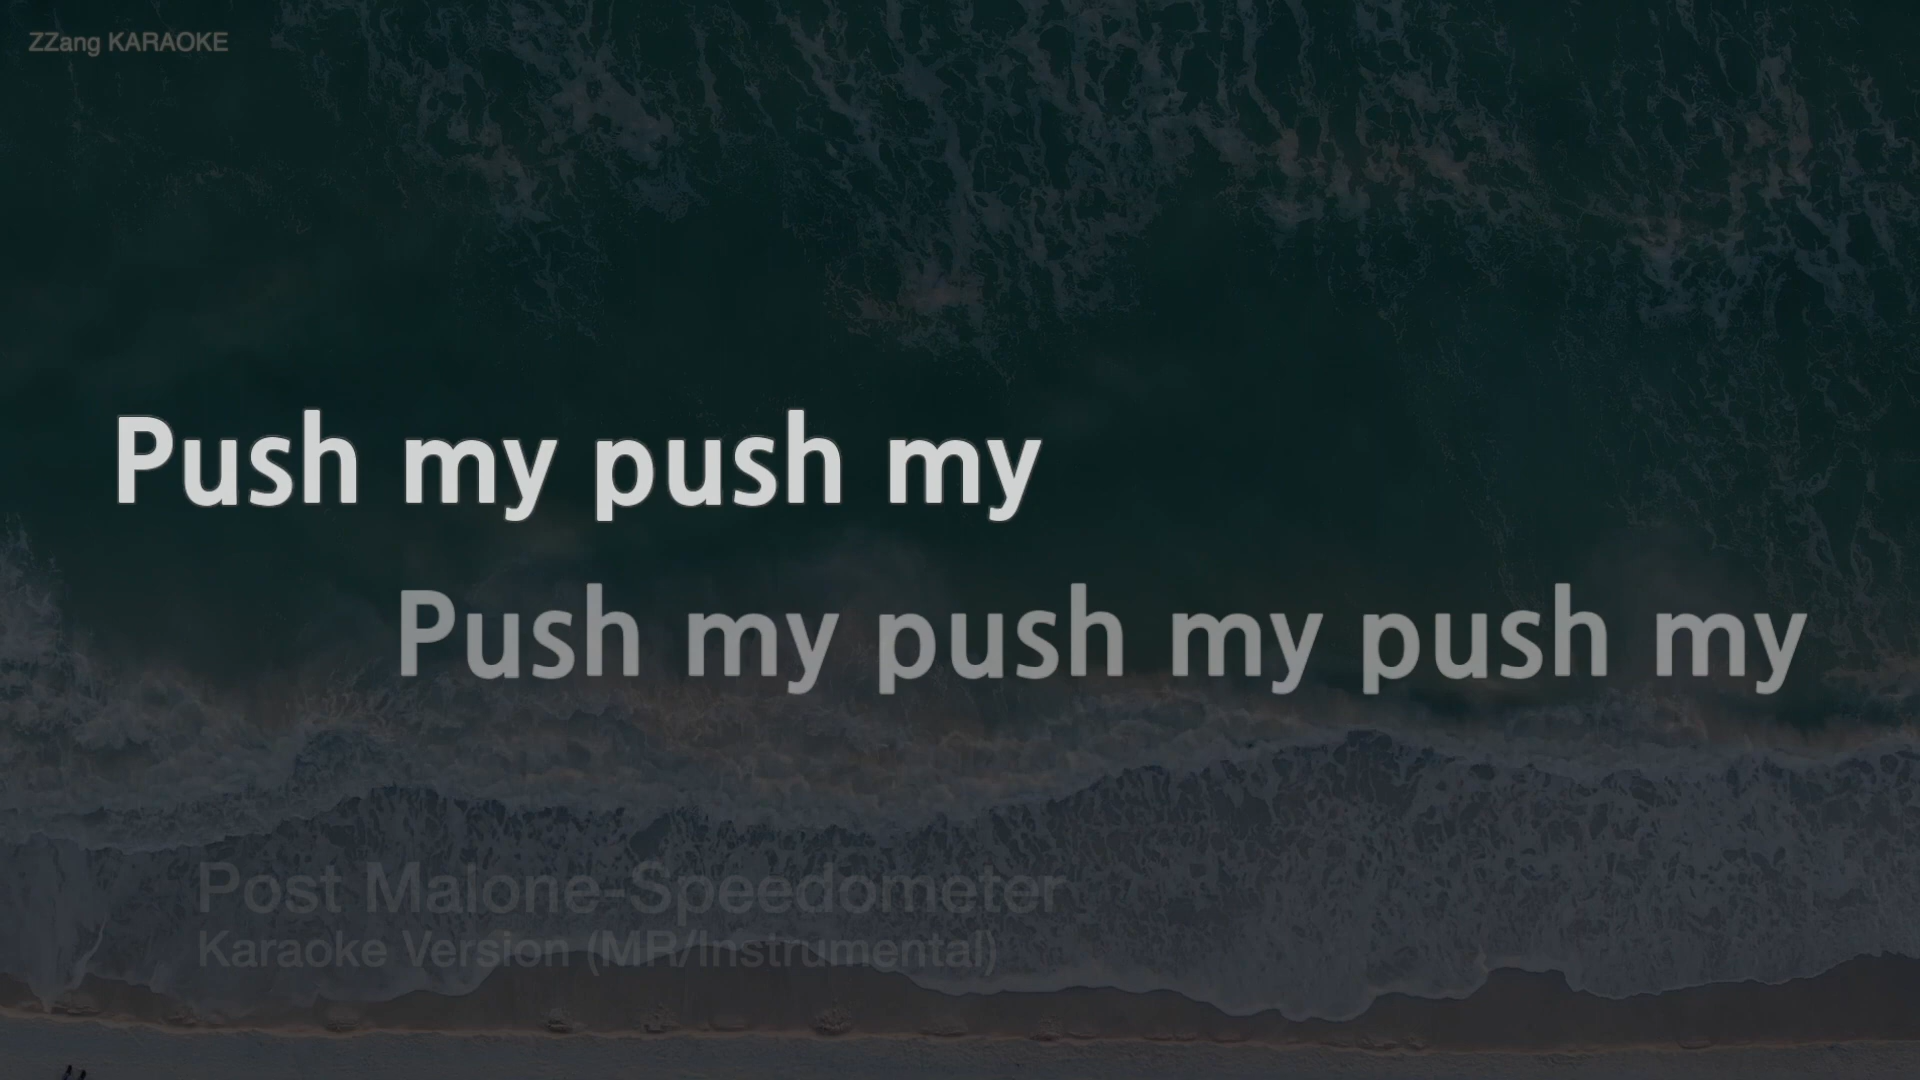 ZZang KARAOKE
Push my push my
Push my push my push my
Post Malone-Speedometer
Karaoke Version (MR/Instrumental)